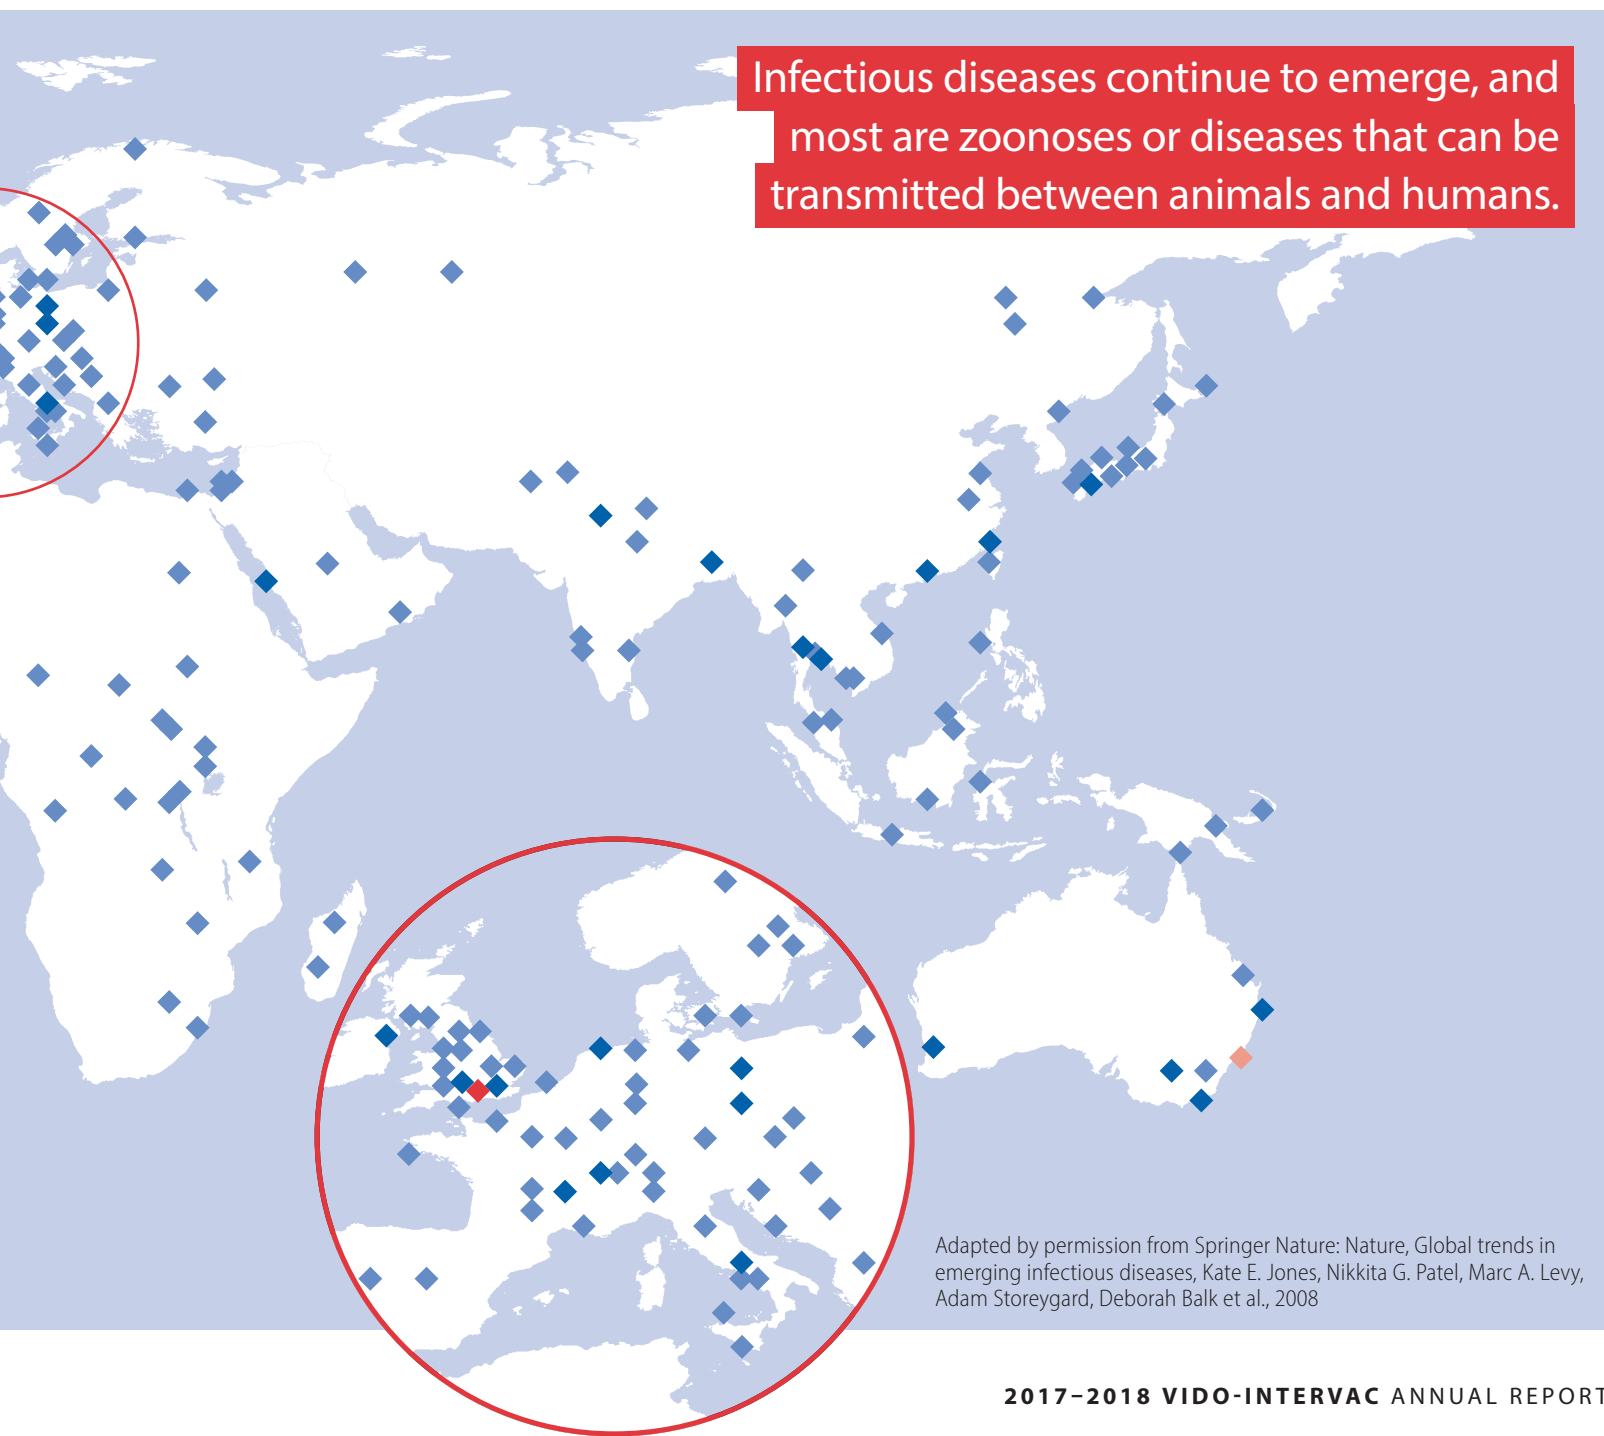 Infectious diseases continue to emerge, and
most are zoonoses or diseases that can be
transmitted between animals and humans.
Adapted by permission from Springer Nature: Nature, Global trends in
emerging infectious diseases, Kate E. Jones, Nikkita G. Patel, Marc A. Levy,
Adam Storeygard, Deborah Balk et al., 2008
2017–2018 VIDO-INTERVAC ANNUAL REPORT